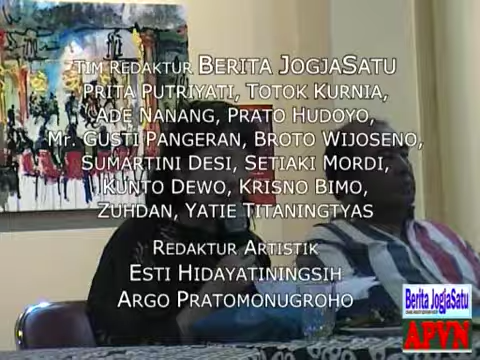 TIM REDAKTUR BERITA JOGJASATU
PRITA PUTRIYATI, TOTOK KURNIA,
ADE NANANG, PRATO HUDOYO,
Mr. GUSTI PANGERAN, BROTO WIJOSENO,
SUMARTINI DESI, SETIAKI MORDI,
KUNTO DEWO, KRISNO BIMO,
ZUHDAN, YATIE TITANINGTYAS
REDAKTUR ARTISTIK
ESTI HIDAYATININGSIH
ARGO PRATOMONUGROHO
Berita JogjaSatu
APVN